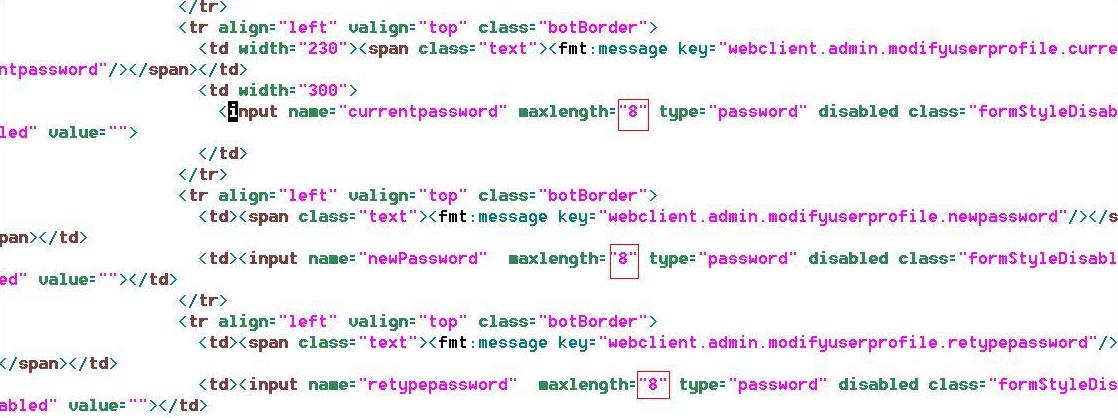 </tr>
<tr align="left" valign="top" class="botBorder">
<td width="230"><span class="text"><fmt:message key="webclient.admin.modifyuserprofile.curre
ntpassword"/></span></td>
<td width="300">
<input name="currentpassword" maxlength="8" type="password" disabled class="formStyleDisab
led" value="">
</td>
</tr>
<tr align="left" valign="top" class="botBorder">
<td><span class="text"><fmt:message key="webclient.admin.modifyuserprofile.newpassword"/></s
pan></td>
<td><input name="newPassword"  maxlength="8" type="password" disabled class="formStyleDisabl
ed" value=""></td>
</tr>
<tr align="left" valign="top" class="botBorder">
<td><span class="text"><fmt:message key="webclient.admin.modifyuserprofile.retypepassword"/>
</span></td>
<td><input name="retypepassword"  maxlength="8" type="password" disabled class="formStyleDis
abled" value=""></td>